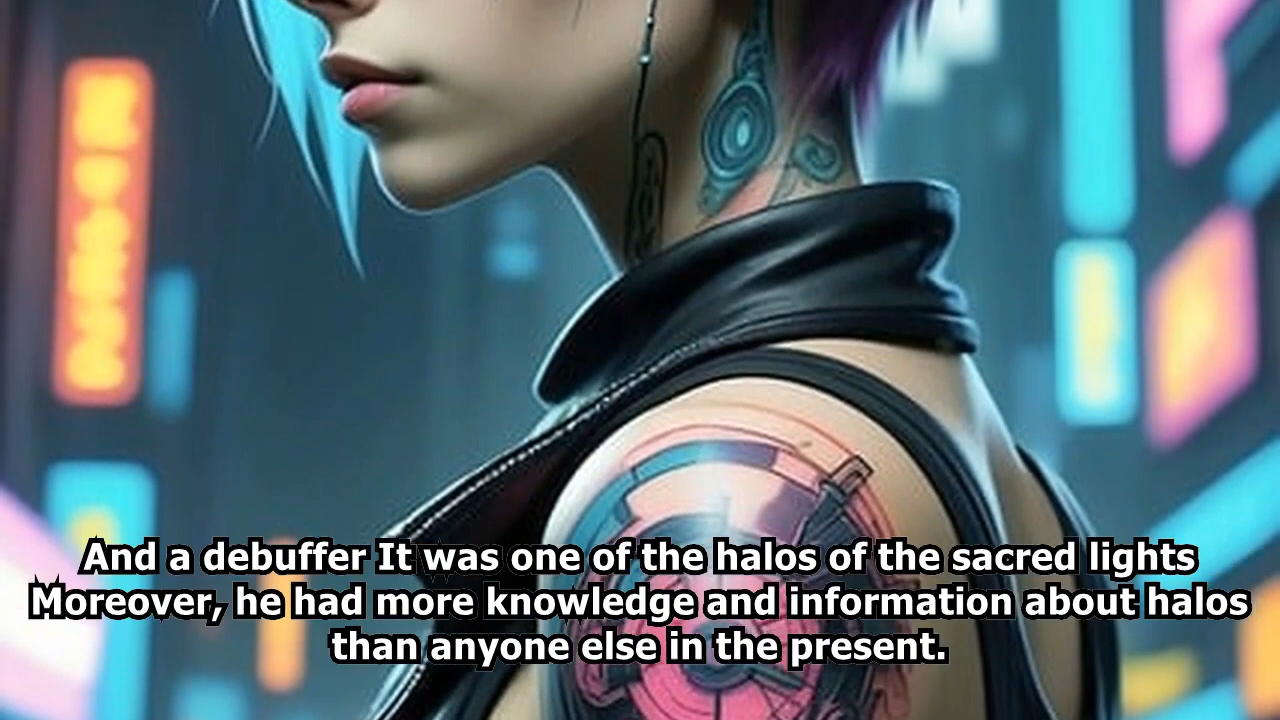 And a debuffer It was one of the halos of the sacred lights
Moreover, he had more knowledge and information about halos
than anyone else in the present.